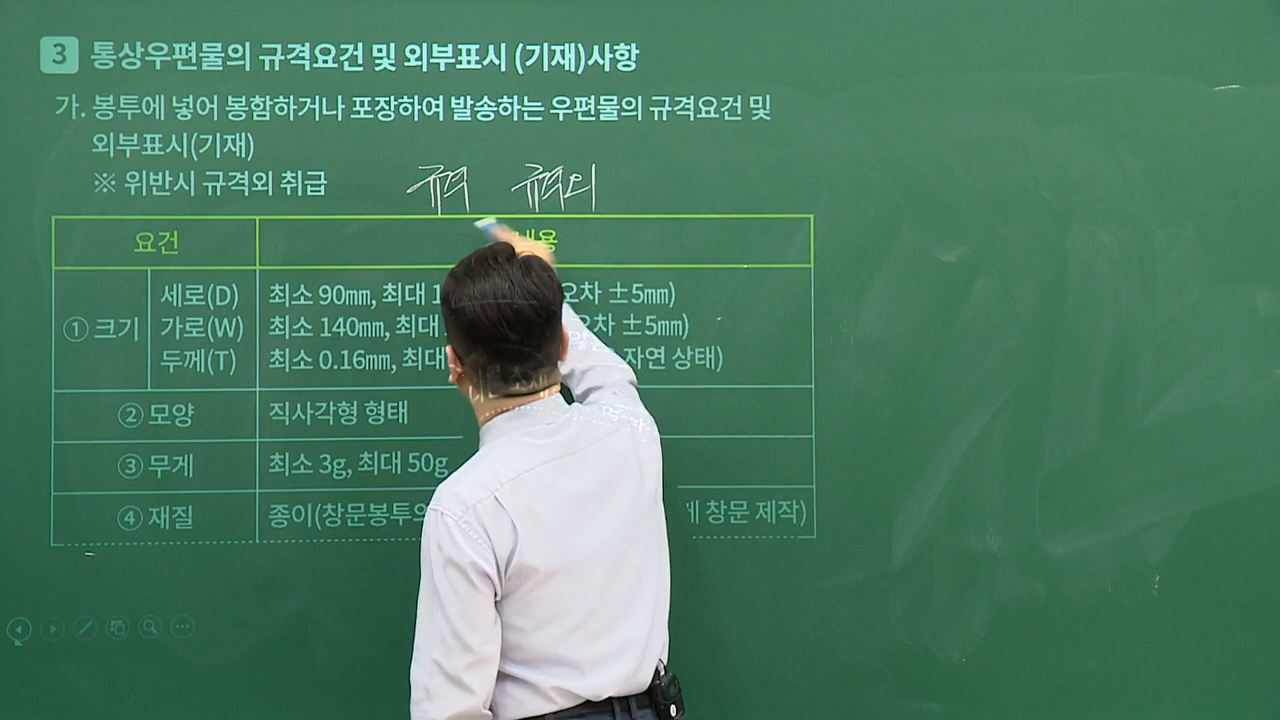 3 통상우편물의 규격요건 및 외부표시 (기재)사항
가. 봉투에 넣어 봉함하거나 포장하여 발송하는 우편물의 규격요건 및
외부표시(기재)
※ 위반시 규격외 취급
규격 규격외
요건 내용
① 크기
세로(D) 최소 90㎜, 최대 오차 ±5㎜)
가로(W) 최소 140㎜, 최대 오차 ±5㎜)
두께(T) 최소 0.16㎜, 최대 자연 상태)
② 모양 직사각형 형태
③ 무게 최소 3g, 최대 50g
④ 재질 종이(창문봉투의 창문 제작)